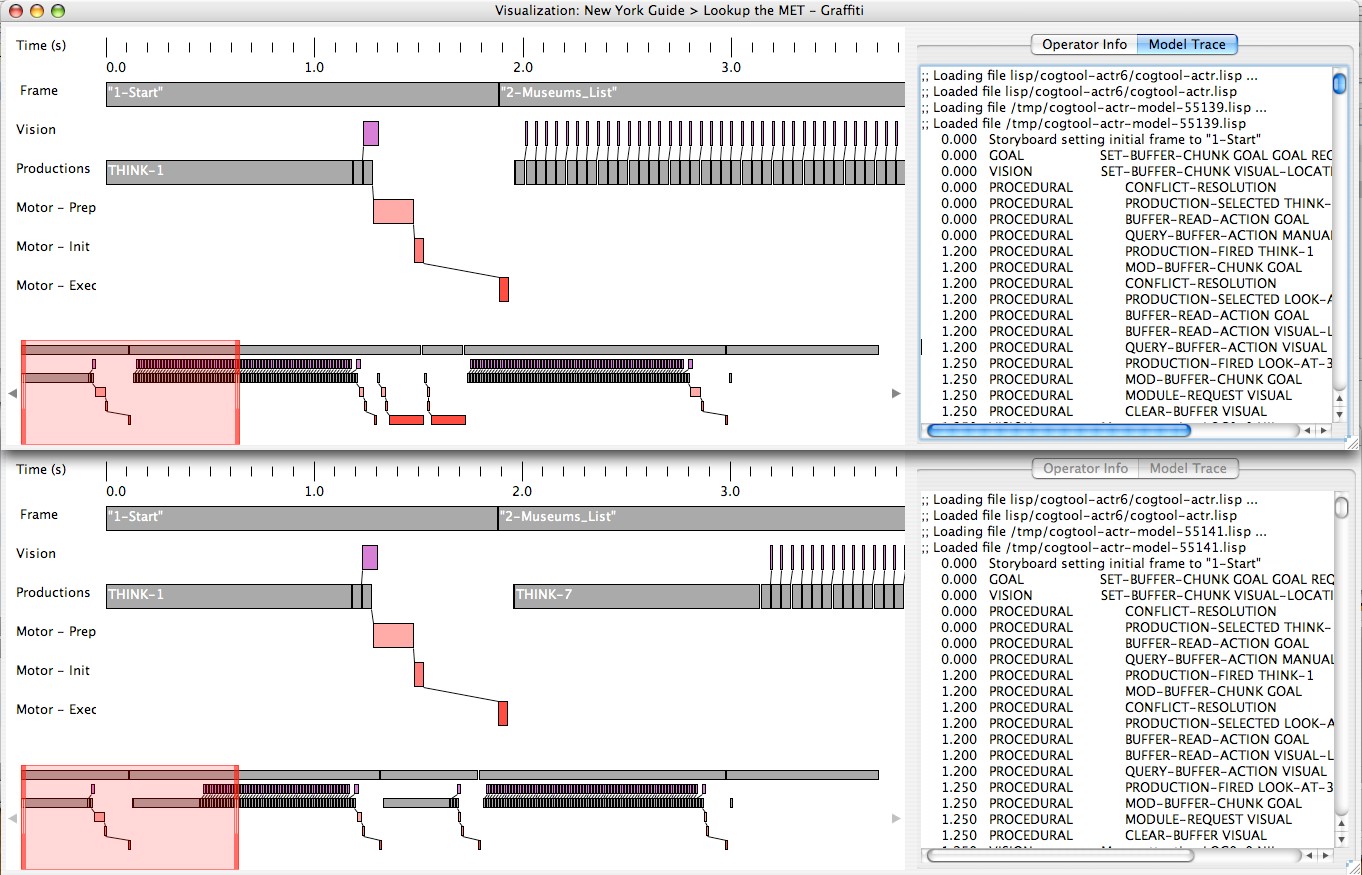 Visualization: New York Guide > Lookup the MET – Graffiti
Operator Info Model Trace
Time (s)
0.0 1.0 2.0 3.0
Frame "1-Start" "2-Museums_List"
Vision
Productions THINK-1
Motor – Prep
Motor – Init
Motor – Exec
;; Loading file lisp/cogtool-actr6/cogtool-actr.lisp ...
;; Loaded file lisp/cogtool-actr6/cogtool-actr.lisp
;; Loading file /tmp/cogtool-actr-model-55139.lisp ...
;; Loaded file /tmp/cogtool-actr-model-55139.lisp
0.000 Storyboard setting initial frame to "1-Start"
0.000 GOAL SET-BUFFER-CHUNK GOAL GOAL REQ
0.000 VISION SET-BUFFER-CHUNK VISUAL-LOCATI
0.000 PROCEDURAL CONFLICT-RESOLUTION
0.000 PROCEDURAL PRODUCTION-SELECTED THINK-
0.000 PROCEDURAL BUFFER-READ-ACTION GOAL
0.000 PROCEDURAL QUERY-BUFFER-ACTION MANUAL
1.200 PROCEDURAL PRODUCTION-FIRED THINK-1
1.200 PROCEDURAL MOD-BUFFER-CHUNK GOAL
1.200 PROCEDURAL CONFLICT-RESOLUTION
1.200 PROCEDURAL PRODUCTION-SELECTED LOOK-A
1.200 PROCEDURAL BUFFER-READ-ACTION GOAL
1.200 PROCEDURAL BUFFER-READ-ACTION VISUAL-L
1.200 PROCEDURAL QUERY-BUFFER-ACTION VISUAL
1.250 PROCEDURAL PRODUCTION-FIRED LOOK-AT-3
1.250 PROCEDURAL MOD-BUFFER-CHUNK GOAL
1.250 PROCEDURAL MODULE-REQUEST VISUAL
1.250 PROCEDURAL CLEAR-BUFFER VISUAL
Operator Info Model Trace
Time (s)
0.0 1.0 2.0 3.0
Frame "1-Start" "2-Museums_List"
Vision
Productions THINK-1 THINK-7
Motor – Prep
Motor – Init
Motor – Exec
;; Loading file lisp/cogtool-actr6/cogtool-actr.lisp ...
;; Loaded file lisp/cogtool-actr6/cogtool-actr.lisp
;; Loading file /tmp/cogtool-actr-model-55141.lisp ...
;; Loaded file /tmp/cogtool-actr-model-55141.lisp
0.000 Storyboard setting initial frame to "1-Start"
0.000 GOAL SET-BUFFER-CHUNK GOAL GOAL REQ
0.000 VISION SET-BUFFER-CHUNK VISUAL-LOCATI
0.000 PROCEDURAL CONFLICT-RESOLUTION
0.000 PROCEDURAL PRODUCTION-SELECTED THINK-
0.000 PROCEDURAL BUFFER-READ-ACTION GOAL
0.000 PROCEDURAL QUERY-BUFFER-ACTION MANUAL
1.200 PROCEDURAL PRODUCTION-FIRED THINK-1
1.200 PROCEDURAL MOD-BUFFER-CHUNK GOAL
1.200 PROCEDURAL CONFLICT-RESOLUTION
1.200 PROCEDURAL PRODUCTION-SELECTED LOOK-A
1.200 PROCEDURAL BUFFER-READ-ACTION GOAL
1.200 PROCEDURAL BUFFER-READ-ACTION VISUAL-L
1.200 PROCEDURAL QUERY-BUFFER-ACTION VISUAL
1.250 PROCEDURAL PRODUCTION-FIRED LOOK-AT-3
1.250 PROCEDURAL MOD-BUFFER-CHUNK GOAL
1.250 PROCEDURAL MODULE-REQUEST VISUAL
1.250 PROCEDURAL CLEAR-BUFFER VISUAL